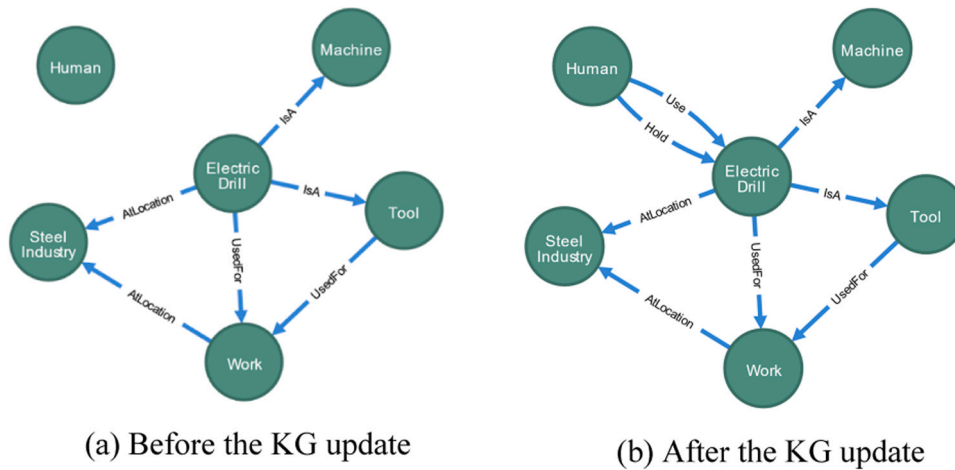 Human
Machine
IsA
Electric
Drill
IsA
AtLocation
Tool
Steel
Industry
UsedFor
UsedFor
AtLocation
Work
(a) Before the KG update
Human
Machine
Use
Hold
IsA
Electric
Drill
IsA
AtLocation
Tool
Steel
Industry
UsedFor
UsedFor
AtLocation
Work
(b) After the KG update